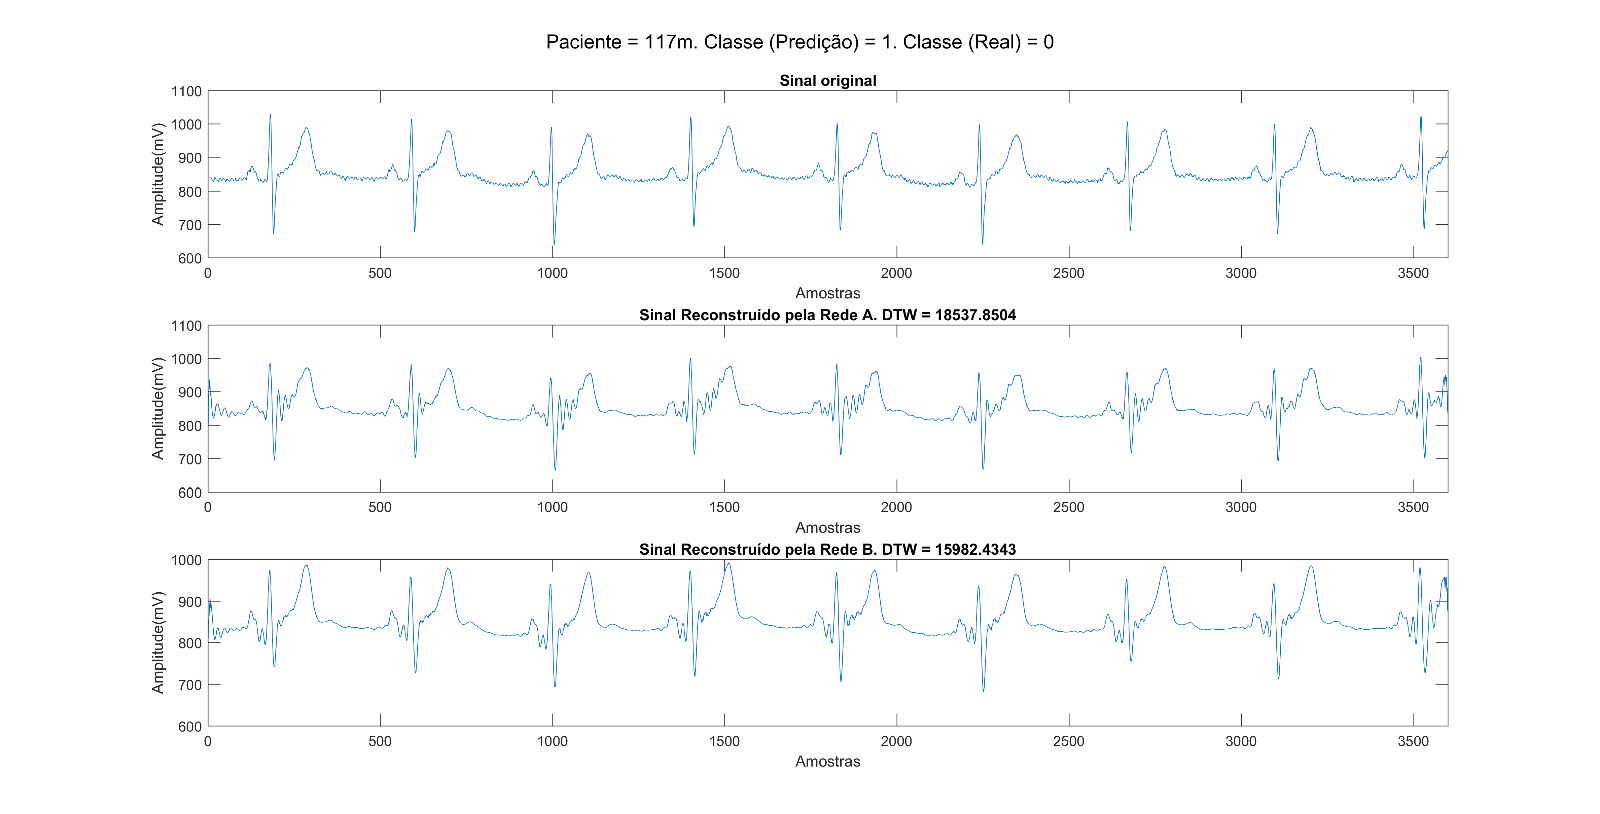 Paciente = 117m. Classe (Predição) = 1. Classe (Real) = 0
Sinal original
1100
1000
900
800
700
600
Amplitude(mV)
0 500 1000 1500 2000 2500 3000 3500
Amostras
Sinal Reconstruído pela Rede A. DTW = 18537.8504
1100
1000
900
800
700
600
Amplitude(mV)
0 500 1000 1500 2000 2500 3000 3500
Amostras
Sinal Reconstruído pela Rede B. DTW = 15982.4343
1000
900
800
700
600
Amplitude(mV)
0 500 1000 1500 2000 2500 3000 3500
Amostras